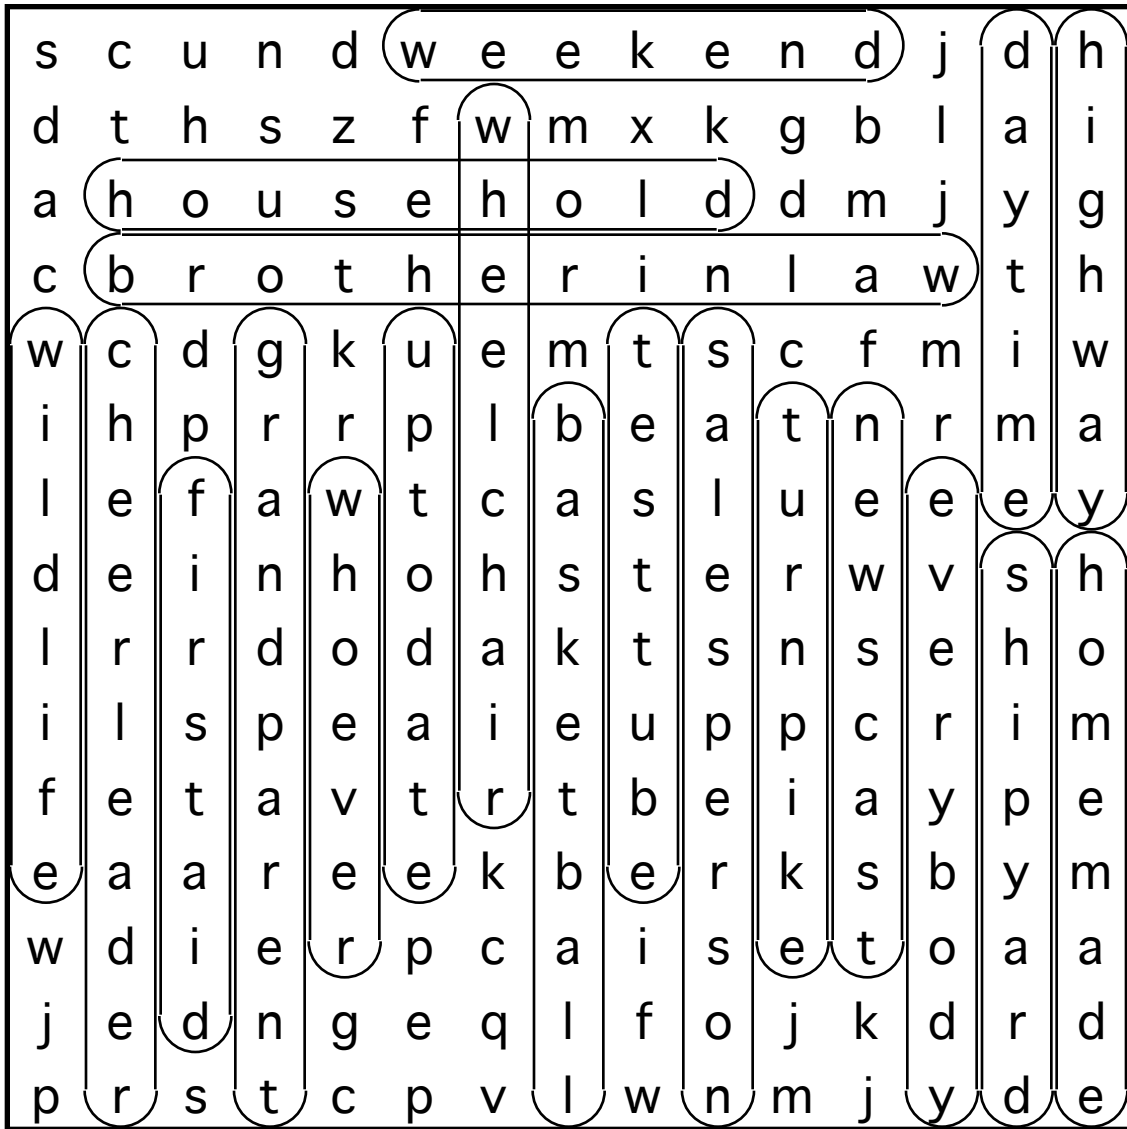 s c u n d w e e k e n d j d h
d t h s z f w m x k g b l a i
a h o u s e h o l d d m j y g
c b r o t h e r i n l a w t h
w c d g k u e m t s c f m i w
i h p r r p l b e a t n r m a
l e f a w t c a s l u e e e y
d e i n h o h s t e r w v s h
l r r d o d a k t s n s e h o
i l s p e a i e u p p c r i m
f e t a v t r t b e i a y p e
e a a r e e k b e r k s b y m
w d i e r p c a i s e t o a a
j e d n g e q l f o j k d r d
p r s t c p v l w n m j y d e